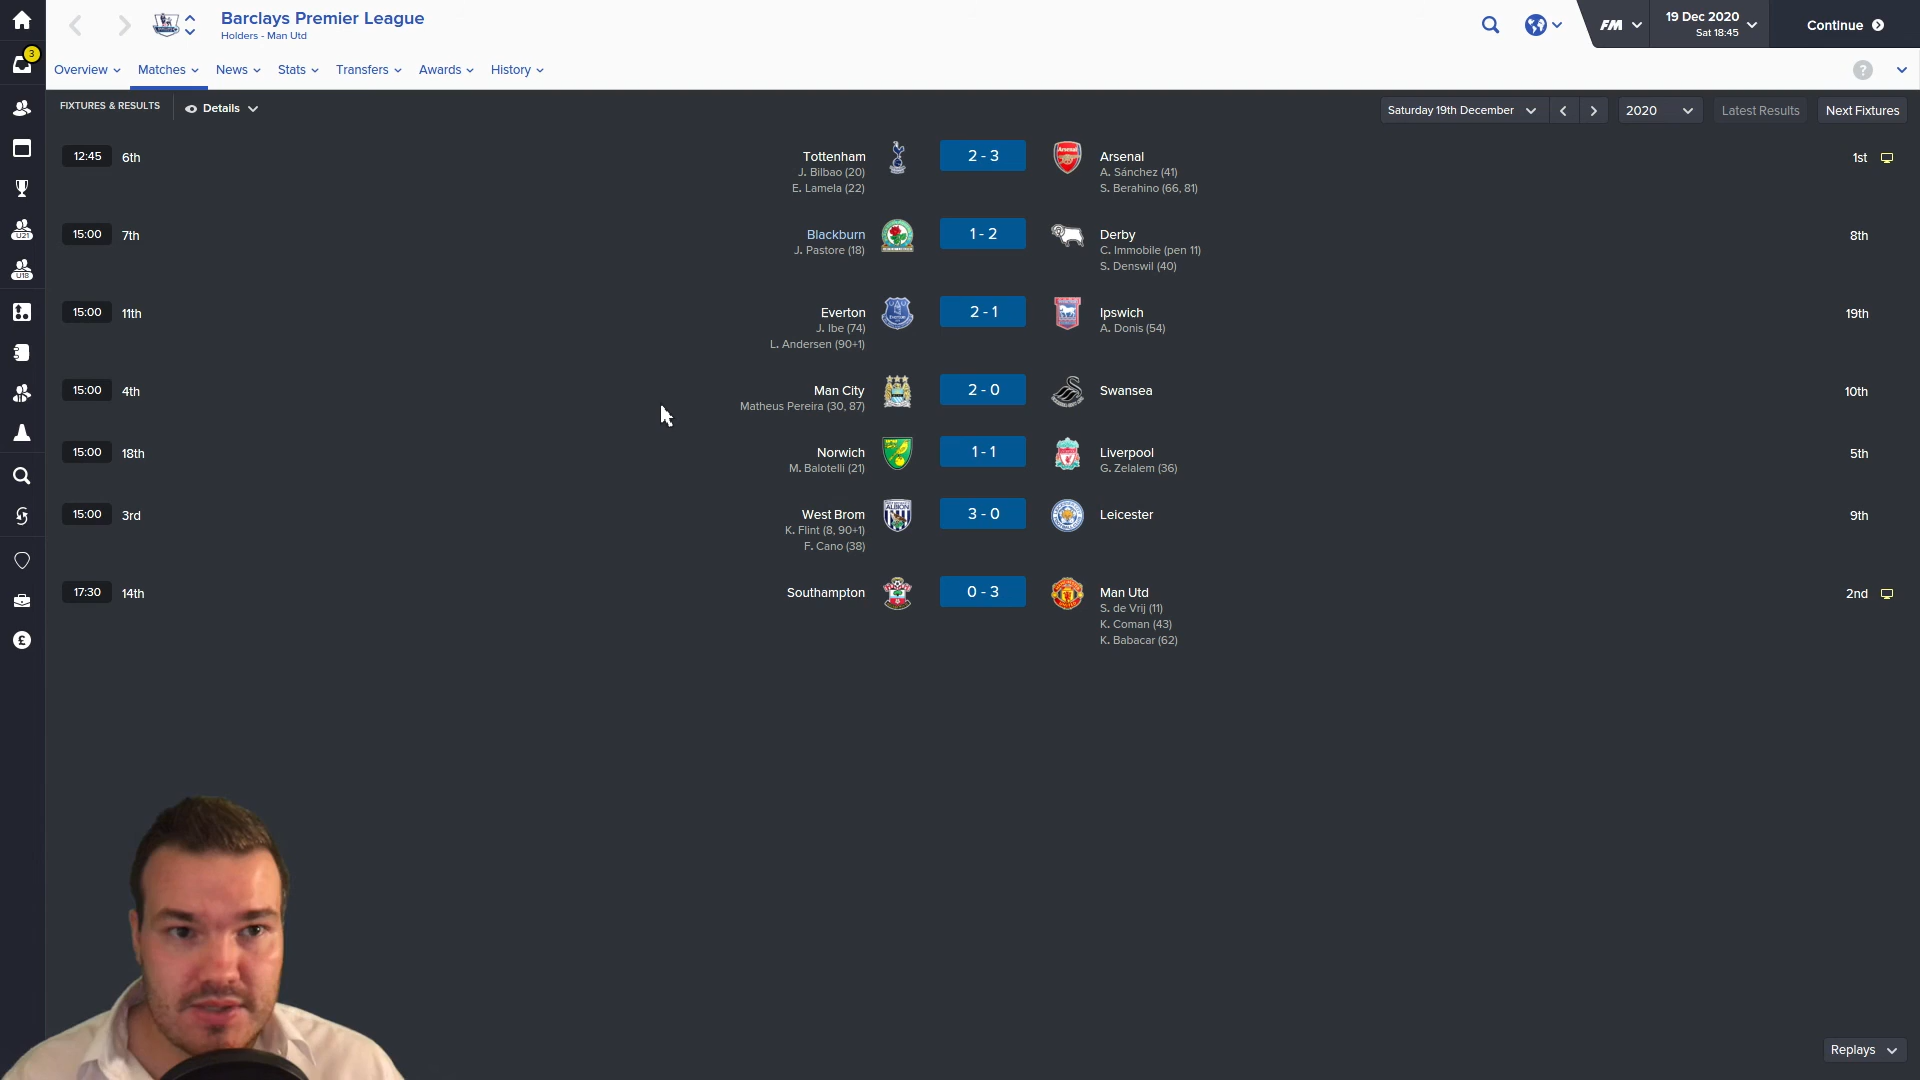 Barclays Premier League
Holders - Man Utd
FM
19 Dec 2020
Sat 18:45
Continue
3
Overview
Matches
News
Stats
Transfers
Awards
History
?
FIXTURES & RESULTS
Details
Saturday 19th December
2020
Latest Results
Next Fixtures
12:45 6th Tottenham 2 - 3 Arsenal 1st
J. Bilbao (20) A. Sánchez (41)
E. Lamela (22) S. Berahino (66, 81)
15:00 7th Blackburn 1 - 2 Derby 8th
J. Pastore (18) C. Immobile (pen 11)
S. Denswil (40)
15:00 11th Everton 2 - 1 Ipswich 19th
J. Ibe (74) A. Donis (54)
L. Andersen (90+1)
15:00 4th Man City 2 - 0 Swansea 10th
Matheus Pereira (30, 87)
15:00 18th Norwich 1 - 1 Liverpool 5th
M. Balotelli (21) G. Zelalem (36)
15:00 3rd West Brom 3 - 0 Leicester 9th
K. Flint (8, 90+1)
F. Cano (38)
17:30 14th Southampton 0 - 3 Man Utd 2nd
S. de Vrij (11)
K. Coman (43)
K. Babacar (62)
U21
U18
£
Replays